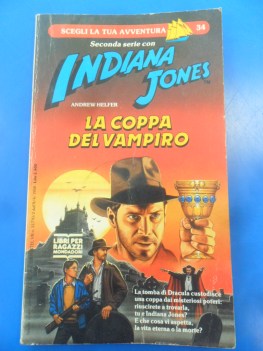 SCEGLI LA TUA AVVENTURA
34
Seconda serie con
INDIANA
JONES
ANDREW HELFER
LA COPPA
DEL VAMPIRO
LIBRI PER
RAGAZZI
MONDADORI
La tomba di Dracula custodisce
una coppa dai misteriosi poteri:
riuscirete a trovarla,
tu e Indiana Jones?
E che cosa vi aspetta,
la vita eterna o la morte?